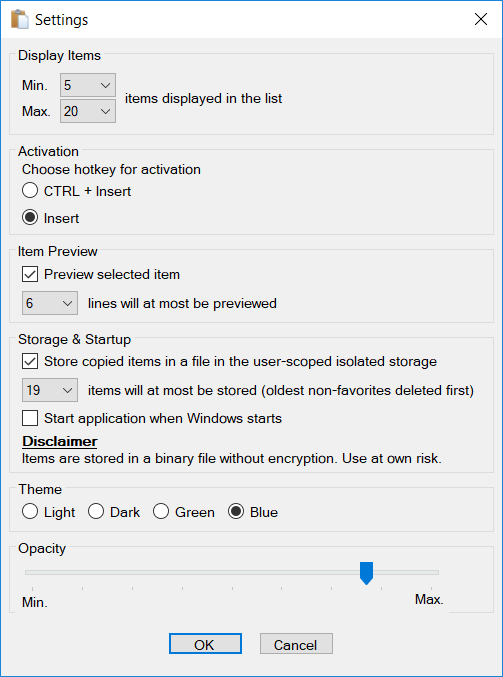 Settings
Display Items
Min. 5
Max. 20
items displayed in the list
Activation
Choose hotkey for activation
CTRL + Insert
Insert
Item Preview
Preview selected item
6 lines will at most be previewed
Storage & Startup
Store copied items in a file in the user-scoped isolated storage
19 items will at most be stored (oldest non-favorites deleted first)
Start application when Windows starts
Disclaimer
Items are stored in a binary file without encryption. Use at own risk.
Theme
Light Dark Green Blue
Opacity
Min. Max.
OK Cancel